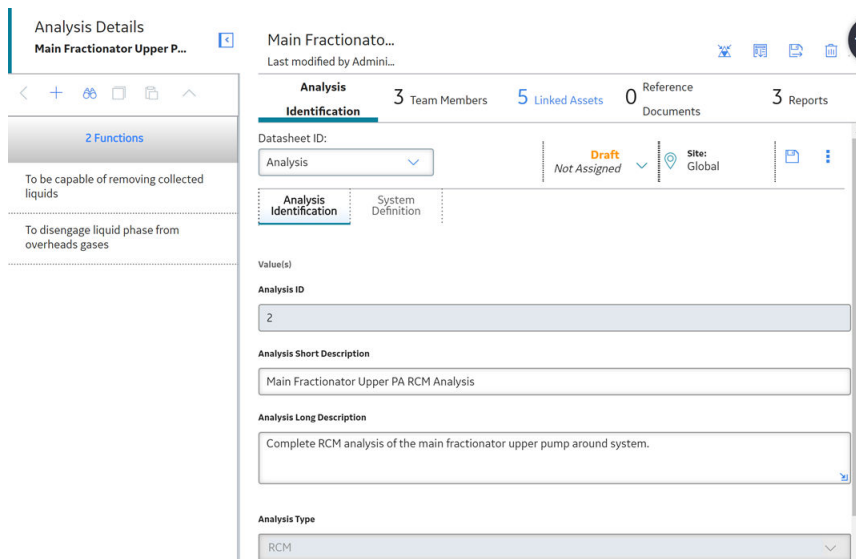 Analysis Details
Main Fractionator Upper P...
2 Functions
To be capable of removing collected
liquids
To disengage liquid phase from
overheads gases
Main Fractionato...
Last modified by Admini...
Analysis
Identification
3 Team Members
5 Linked Assets
0 Reference
Documents
3 Reports
Datasheet ID:
Analysis
Draft
Not Assigned
Site:
Global
Analysis
Identification
System
Definition
Value(s)
Analysis ID
2
Analysis Short Description
Main Fractionator Upper PA RCM Analysis
Analysis Long Description
Complete RCM analysis of the main fractionator upper pump around system.
Analysis Type
RCM